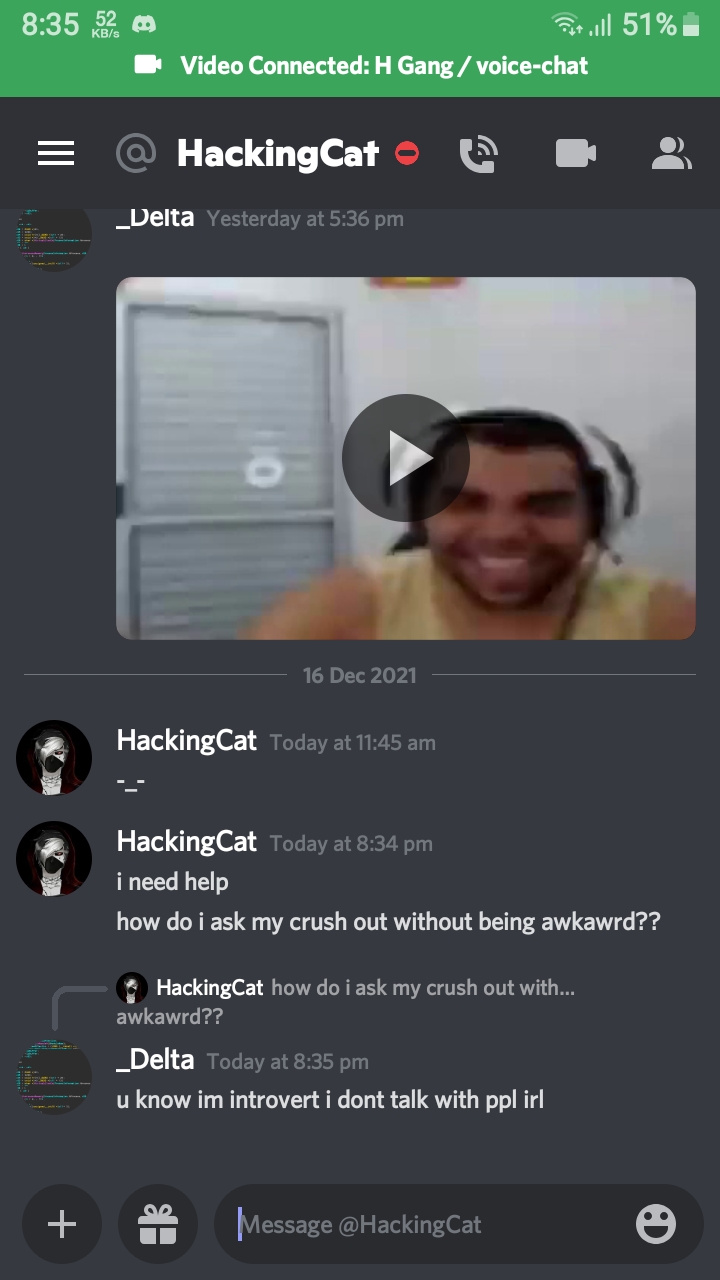 8:35 52 KB/s 51%
Video Connected: H Gang / voice-chat
@ HackingCat
_Delta Yesterday at 5:36 pm
16 Dec 2021
HackingCat Today at 11:45 am
-_-
HackingCat Today at 8:34 pm
i need help
how do i ask my crush out without being awkawrd??
HackingCat how do i ask my crush out with...
awkawrd??
_Delta Today at 8:35 pm
u know im introvert i dont talk with ppl irl
Message @HackingCat